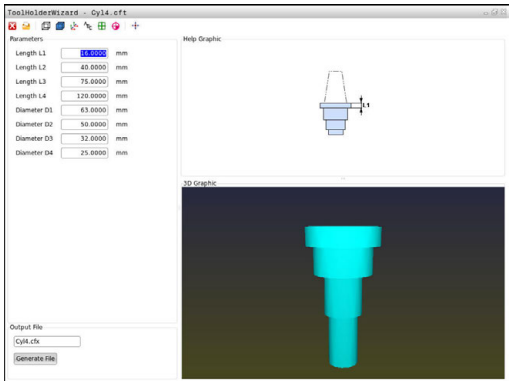 ToolHolderWizard - Cyl4.cft
Parameters
Length L1 16.0000 mm
Length L2 40.0000 mm
Length L3 75.0000 mm
Length L4 120.0000 mm
Diameter D1 63.0000 mm
Diameter D2 50.0000 mm
Diameter D3 32.0000 mm
Diameter D4 25.0000 mm
Output File
Cyl4.cfx
Generate File
Help Graphic
L1
3D Graphic